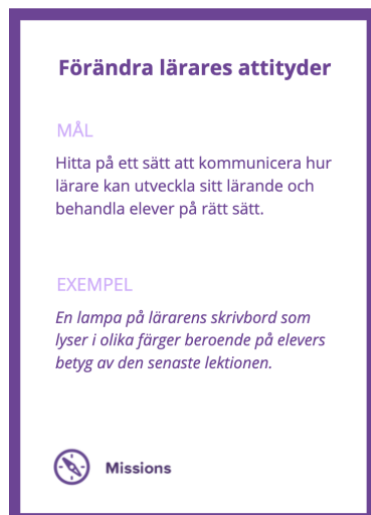 Förändra lärares attityder
MÅL
Hitta på ett sätt att kommunicera hur
lärare kan utveckla sitt lärande och
behandla elever på rätt sätt.
EXEMPEL
En lampa på lärarens skrivbord som
lyser i olika färger beroende på elevers
betyg av den senaste lektionen.
Missions